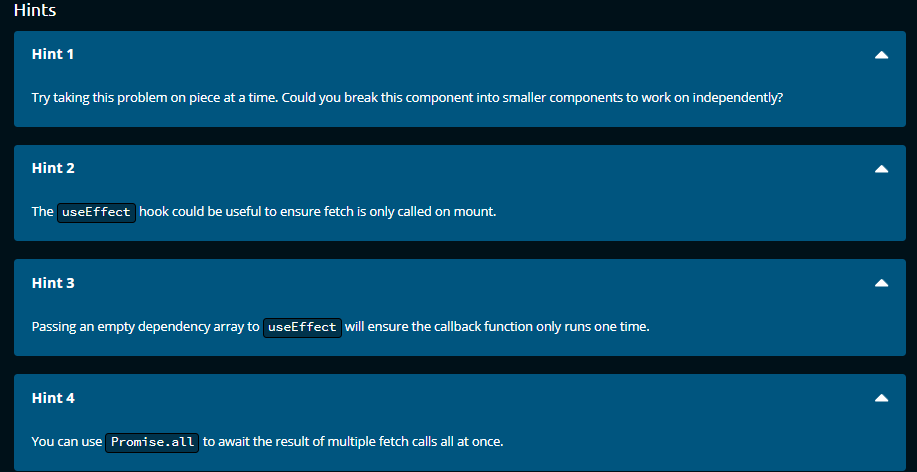 Hints
Hint 1
Try taking this problem on piece at a time. Could you break this component into smaller components to work on independently?
Hint 2
The useEffect hook could be useful to ensure fetch is only called on mount.
Hint 3
Passing an empty dependency array to useEffect will ensure the callback function only runs one time.
Hint 4
You can use Promise.all to await the result of multiple fetch calls all at once.